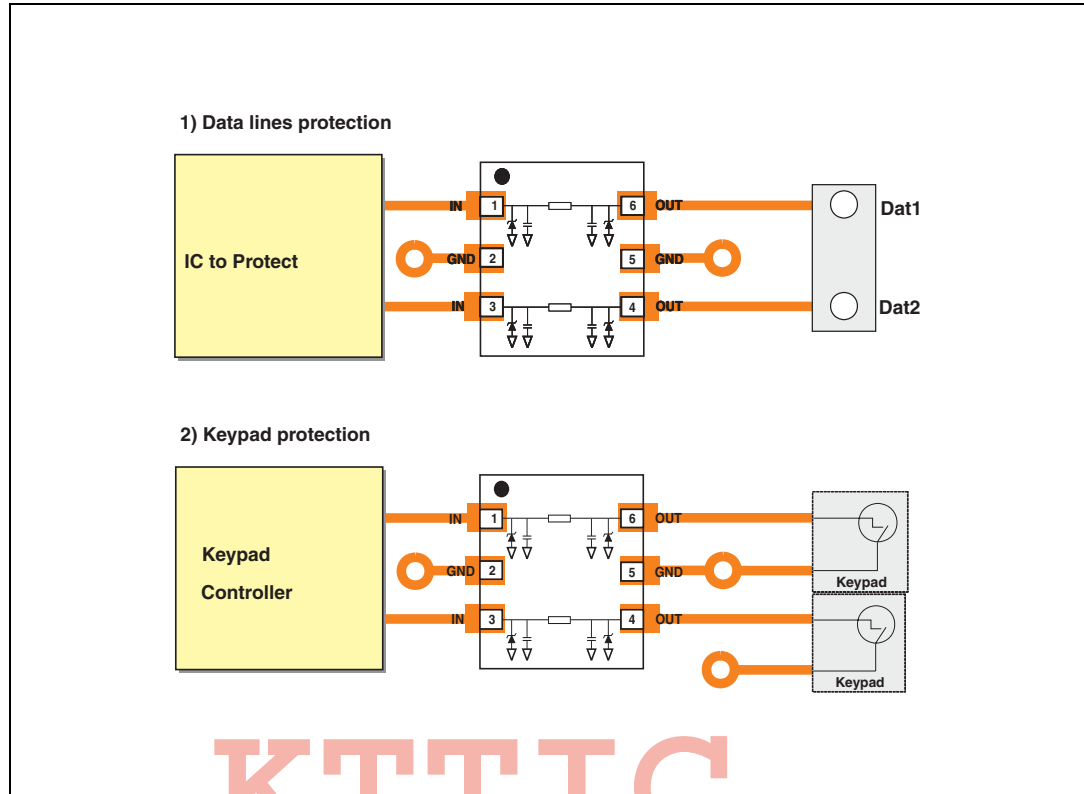 1) Data lines protection
IN 1 6 OUT
Dat1
IC to Protect
GND 2 5 GND
IN 3 4 OUT
Dat2
2) Keypad protection
IN 1 6 OUT
Keypad
Controller
GND 2 5 GND
Keypad
IN 3 4 OUT
Keypad
KTTIC